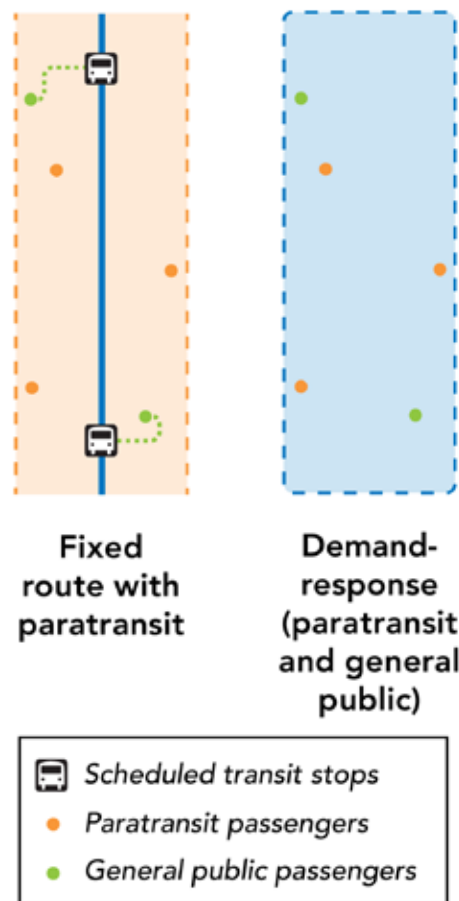 Fixed
route with
paratransit
Demand-
response
(paratransit
and general
public)
Scheduled transit stops
Paratransit passengers
General public passengers